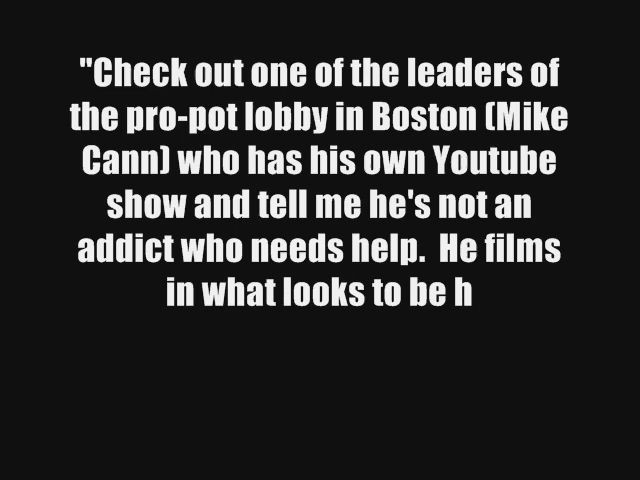 "Check out one of the leaders of
the pro-pot lobby in Boston (Mike
Cann) who has his own Youtube
show and tell me he's not an
addict who needs help.  He films
in what looks to be h